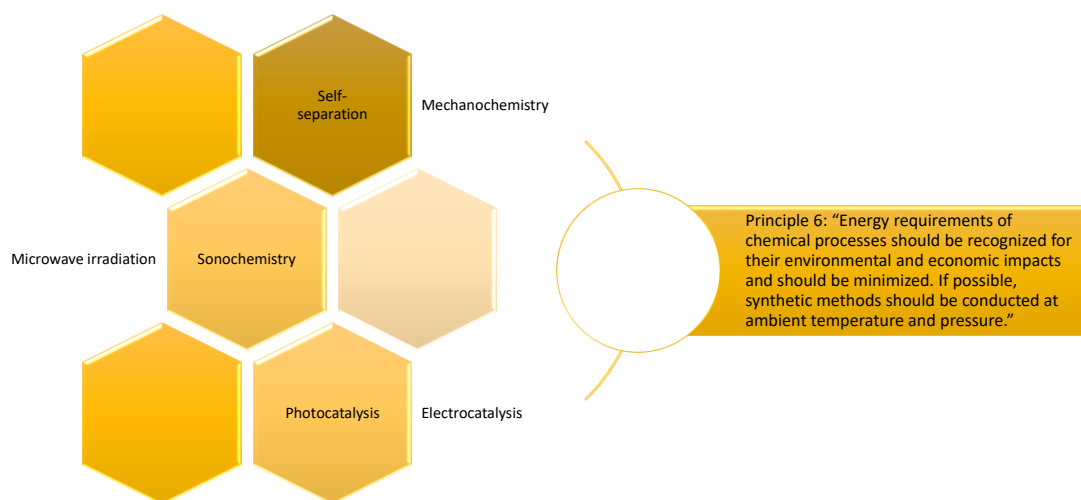 Self-
separation
Mechanochemistry
Microwave irradiation
Sonochemistry
Photocatalysis
Electrocatalysis
Principle 6: “Energy requirements of
chemical processes should be recognized for
their environmental and economic impacts
and should be minimized. If possible,
synthetic methods should be conducted at
ambient temperature and pressure.”